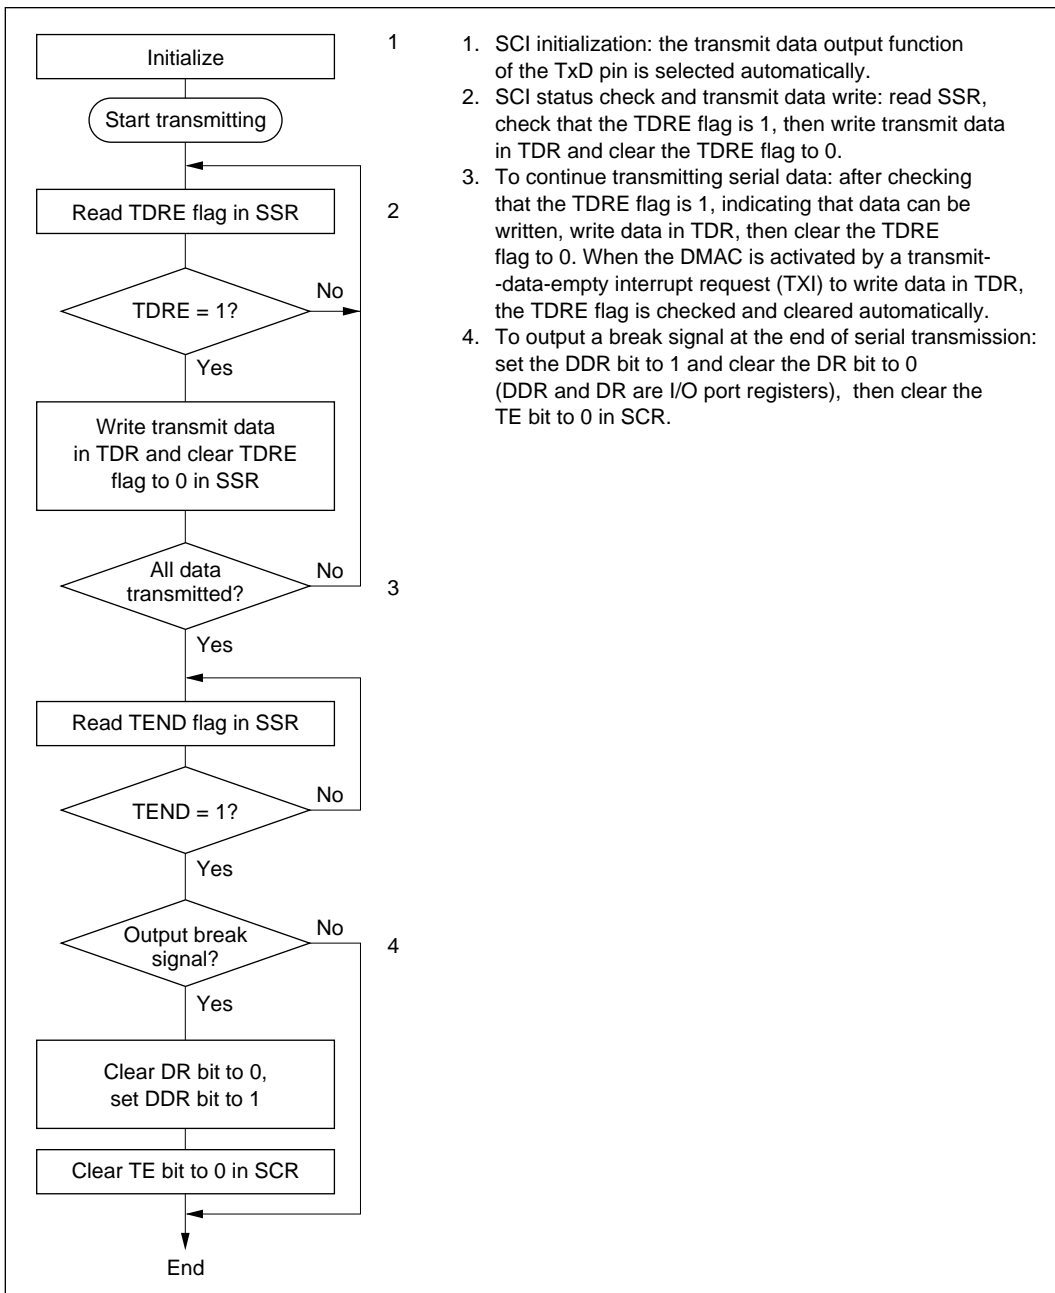 Initialize
1
Start transmitting
Read TDRE flag in SSR
2
TDRE = 1?
No
Yes
Write transmit data
in TDR and clear TDRE
flag to 0 in SSR
All data
transmitted?
No
3
Yes
Read TEND flag in SSR
TEND = 1?
No
Yes
Output break
signal?
No
4
Yes
Clear DR bit to 0,
set DDR bit to 1
Clear TE bit to 0 in SCR
End
1. SCI initialization: the transmit data output function
of the TxD pin is selected automatically.
2. SCI status check and transmit data write: read SSR,
check that the TDRE flag is 1, then write transmit data
in TDR and clear the TDRE flag to 0.
3. To continue transmitting serial data: after checking
that the TDRE flag is 1, indicating that data can be
written, write data in TDR, then clear the TDRE
flag to 0. When the DMAC is activated by a transmit-
-data-empty interrupt request (TXI) to write data in TDR,
the TDRE flag is checked and cleared automatically.
4. To output a break signal at the end of serial transmission:
set the DDR bit to 1 and clear the DR bit to 0
(DDR and DR are I/O port registers), then clear the
TE bit to 0 in SCR.